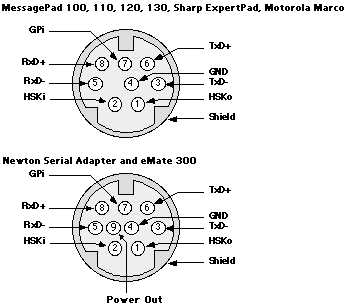 MessagePad 100, 110, 120, 130, Sharp ExpertPad, Motorola Marco
GPi
TxD+
RxD+
8 7 6
GND
RxD-
5 4 3
TxD-
HSKi
2 1
HSKo
Shield
Newton Serial Adapter and eMate 300
GPi
TxD+
RxD+
8 7 6
GND
RxD-
5 9 4 3
TxD-
HSKi
2 1
HSKo
Shield
Power Out